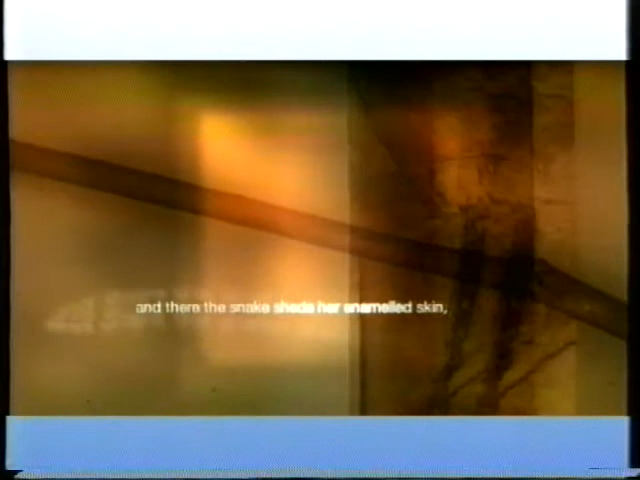 and there the snake sheds her enamelled skin,